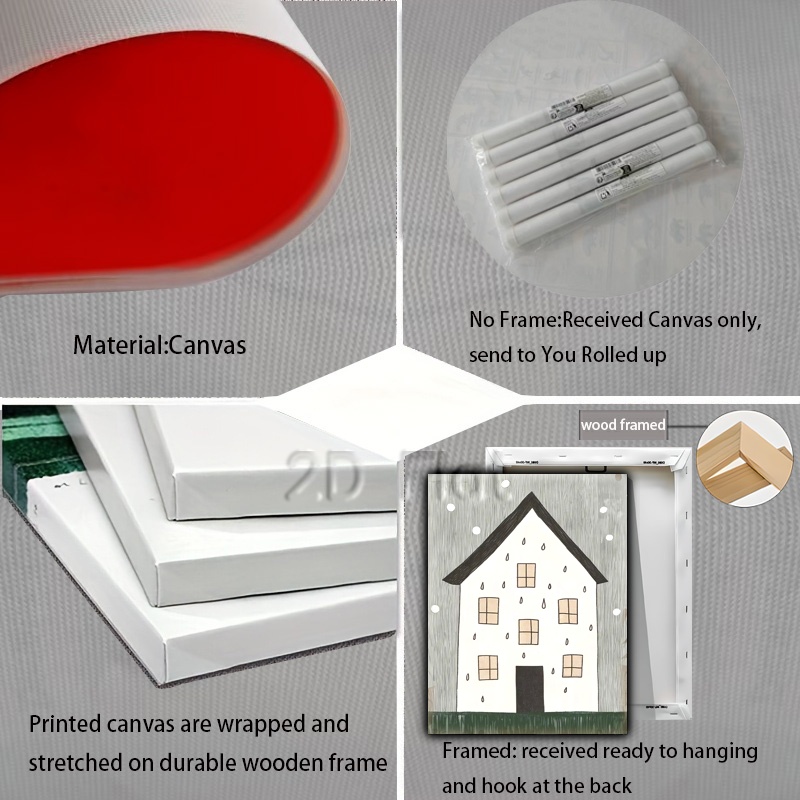 Material:Canvas
No Frame:Received Canvas only,
send to You Rolled up
2D Flat
wood framed
Printed canvas are wrapped and
stretched on durable wooden frame
Framed: received ready to hanging
and hook at the back